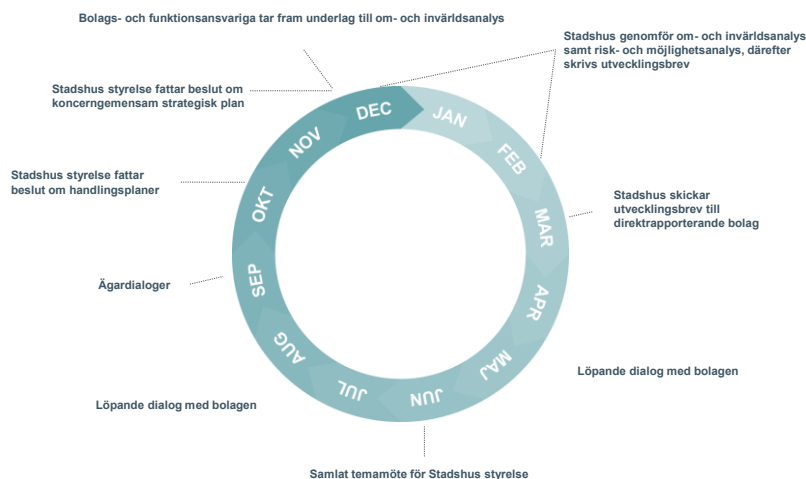 Bolags- och funktionsansvariga tar fram underlag till om- och invärldsanalys
Stadshus genomför om- och invärldsanalys
samt risk- och möjlighetsanalys, därefter
skrivs utvecklingsbrev
Stadshus styrelse fattar beslut om
koncerngemensam strategisk plan
Stadshus styrelse fattar
beslut om handlingsplaner
Stadshus skickar
utvecklingsbrev till
direktrapporterande bolag
Ägardialoger
Löpande dialog med bolagen
Löpande dialog med bolagen
Samlat temamöte för Stadshus styrelse
JAN
FEB
MAR
APR
MAJ
JUN
JUL
AUG
SEP
OKT
NOV
DEC